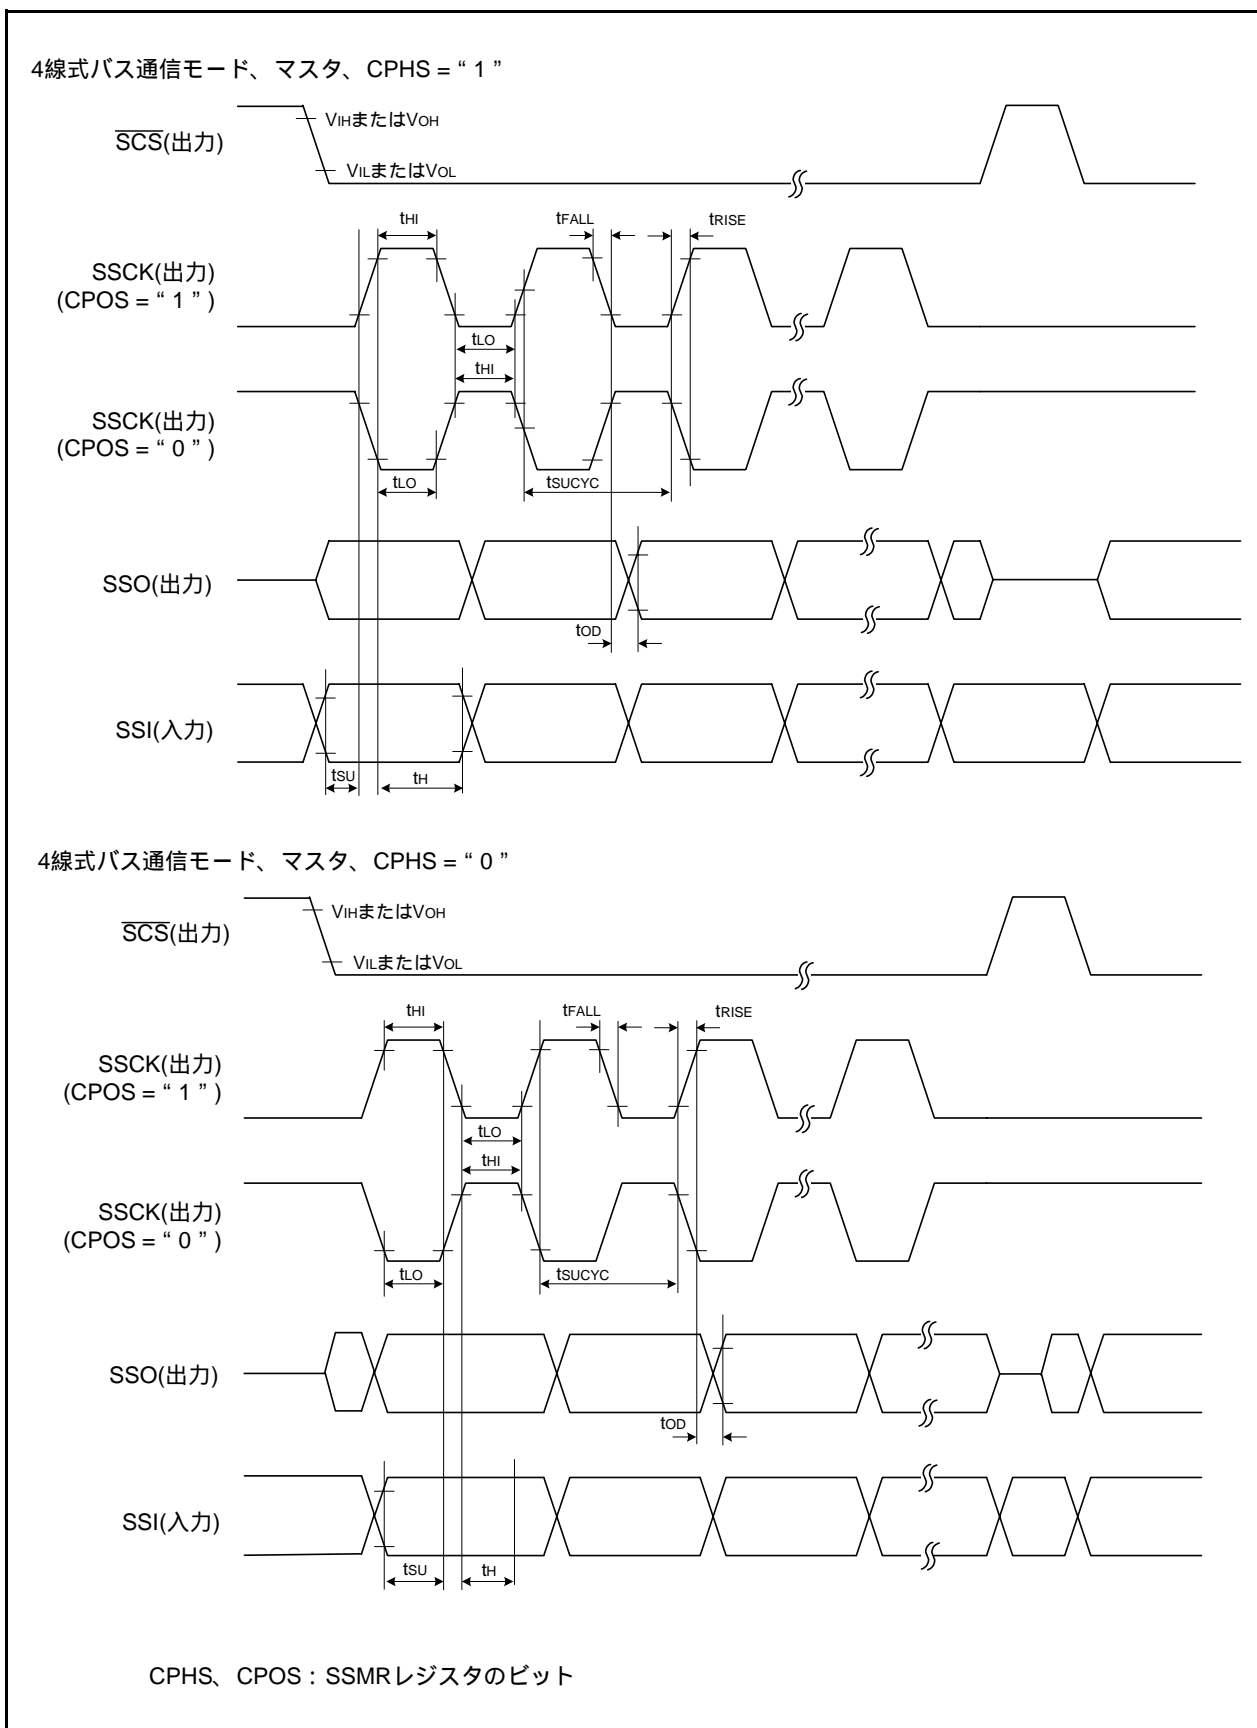 4線式バス通信モード、マスタ、CPHS = “ 1 ”
VIHまたはVOH
SCS(出力)
VILまたはVOL
tHI
tFALL
tRISE
SSCK(出力)
(CPOS = “ 1 ” )
tLO
tHI
SSCK(出力)
(CPOS = “ 0 ” )
tLO
tSUCYC
SSO(出力)
tOD
SSI(入力)
tSU
tH
4線式バス通信モード、マスタ、CPHS = “ 0 ”
VIHまたはVOH
SCS(出力)
VILまたはVOL
tHI
tFALL
tRISE
SSCK(出力)
(CPOS = “ 1 ” )
tLO
tHI
SSCK(出力)
(CPOS = “ 0 ” )
tLO
tSUCYC
SSO(出力)
tOD
SSI(入力)
tSU
tH
CPHS、CPOS : SSMRレジスタのビット